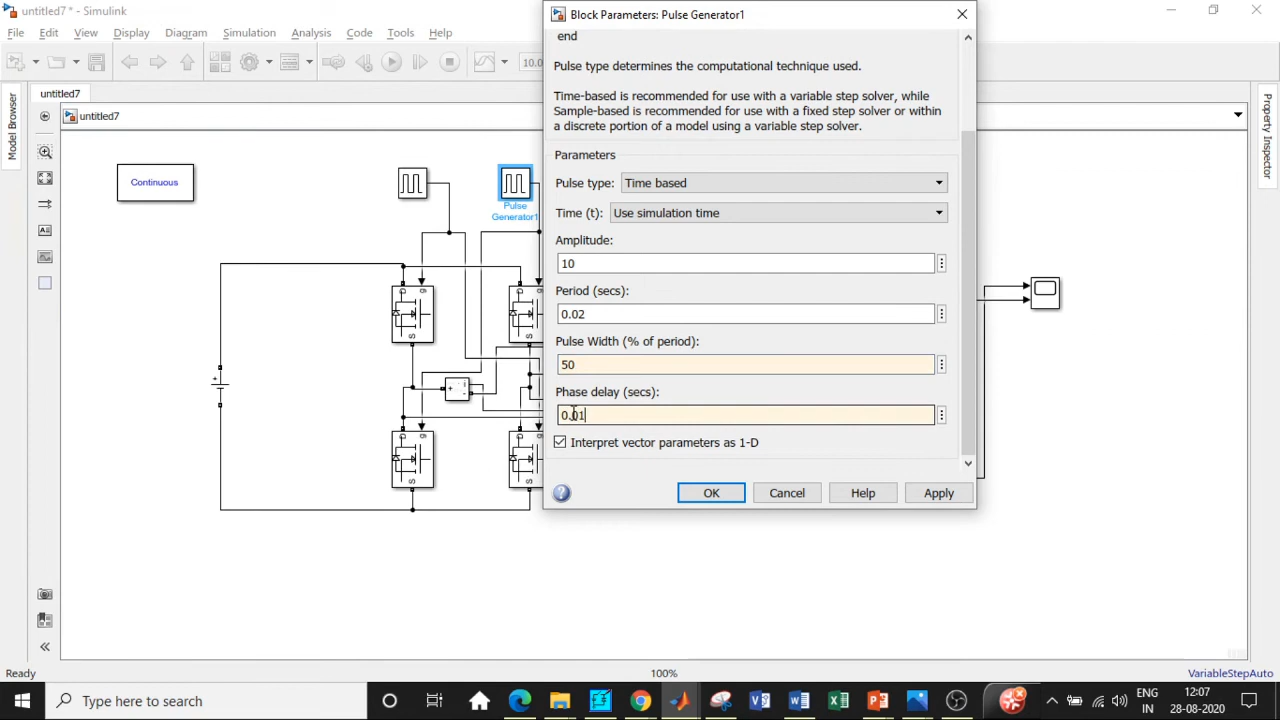 untitled7 * - Simulink
Block Parameters: Pulse Generator1
File Edit View Display Diagram Simulation Analysis Code Tools Help
10.0
untitled7
untitled7
Model Browser
Property Inspector
Continuous
Pulse
Generator1
end
Pulse type determines the computational technique used.
Time-based is recommended for use with a variable step solver, while
Sample-based is recommended for use with a fixed step solver or within
a discrete portion of a model using a variable step solver.
Parameters
Pulse type: Time based
Time (t): Use simulation time
Amplitude:
10
Period (secs):
0.02
Pulse Width (% of period):
50
Phase delay (secs):
0.01
Interpret vector parameters as 1-D
OK Cancel Help Apply
Ready
100%
VariableStepAuto
Type here to search
ENG
IN
12:07
28-08-2020